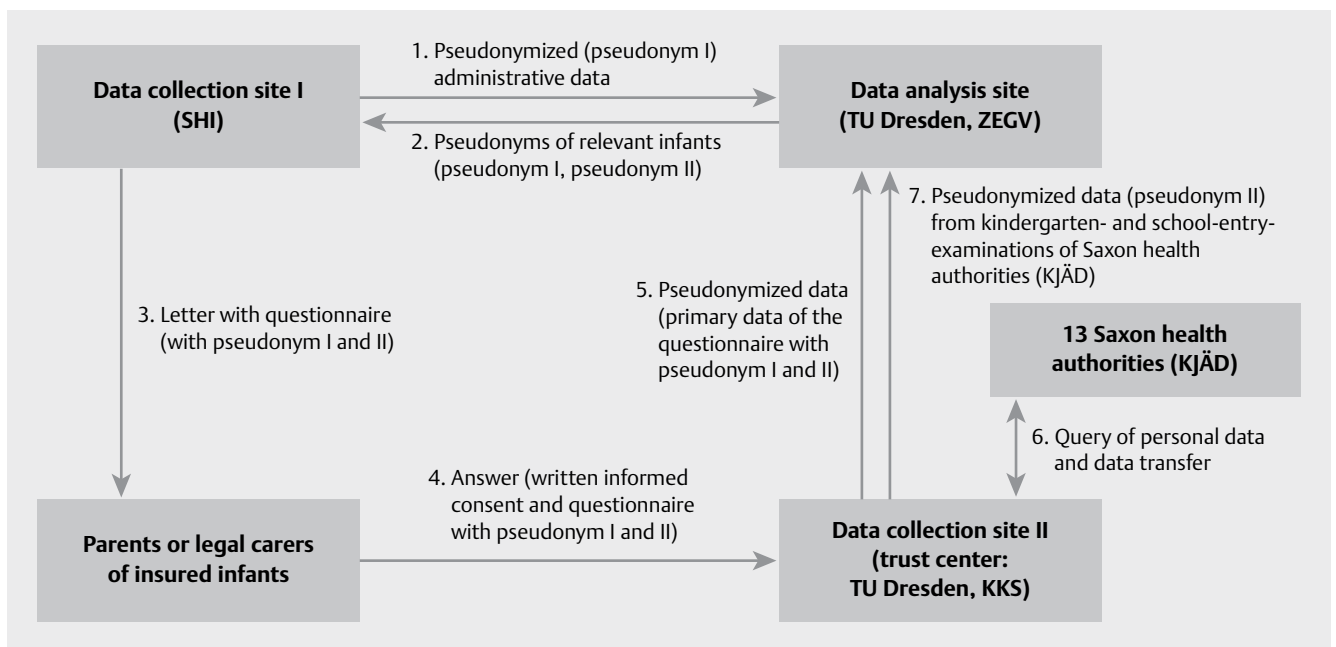 Data collection site I
(SHI)
1. Pseudonymized (pseudonym I)
administrative data
Data analysis site
(TU Dresden, ZEGV)
2. Pseudonyms of relevant infants
(pseudonym I, pseudonym II)
3. Letter with questionnaire
(with pseudonym I and II)
Parents or legal carers
of insured infants
4. Answer (written informed
consent and questionnaire
with pseudonym I and II)
Data collection site II
(trust center:
TU Dresden, KKS)
5. Pseudonymized data
(primary data of the
questionnaire with
pseudonym I and II)
13 Saxon health
authorities (KJÄD)
6. Query of personal data
and data transfer
7. Pseudonymized data (pseudonym II)
from kindergarten- and school-entry-
examinations of Saxon health
authorities (KJÄD)